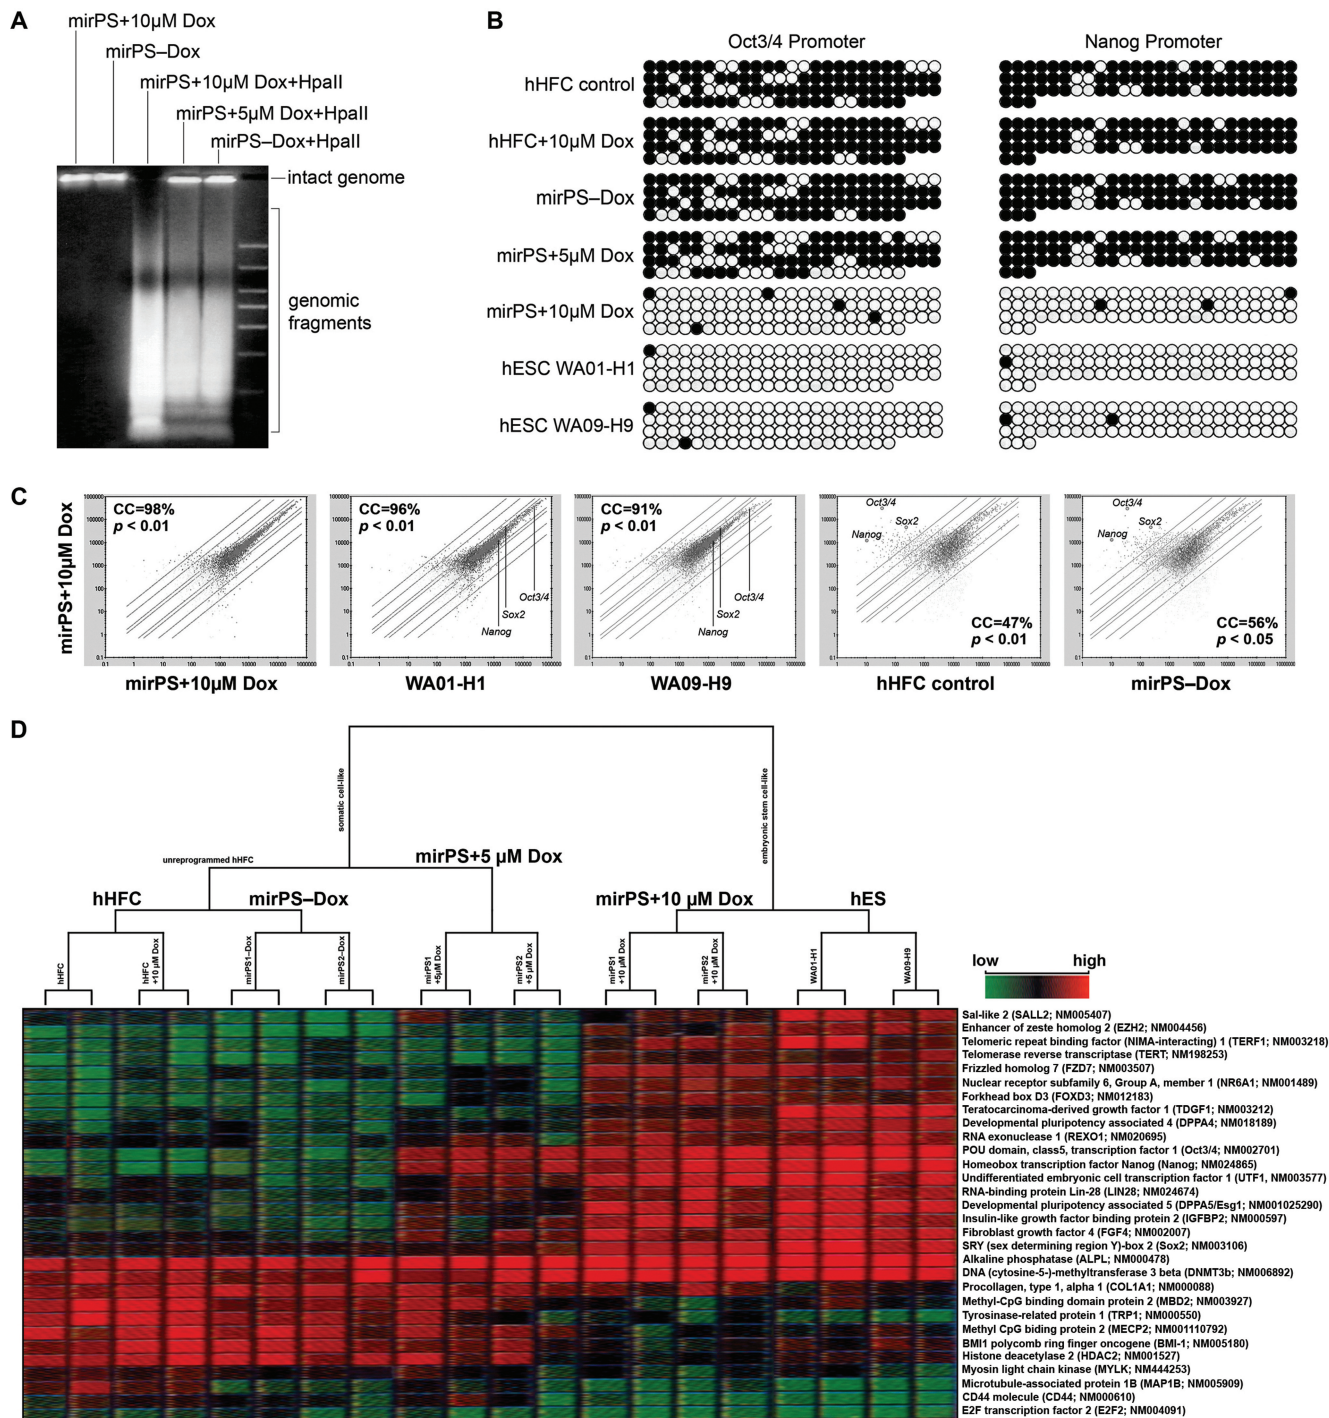 A
mirPS+10µM Dox
mirPS–Dox
mirPS+10µM Dox+HpaII
mirPS+5µM Dox+HpaII
mirPS–Dox+HpaII
intact genome
genomic
fragments
B
Oct3/4 Promoter
Nanog Promoter
hHFC control
hHFC+10µM Dox
mirPS–Dox
mirPS+5µM Dox
mirPS+10µM Dox
hESC WA01-H1
hESC WA09-H9
C
mirPS+10µM Dox
CC=98%
p < 0.01
mirPS+10µM Dox
CC=96%
p < 0.01
Oct3/4
Sox2
Nanog
WA01-H1
CC=91%
p < 0.01
Oct3/4
Sox2
Nanog
WA09-H9
Oct3/4
Sox2
Nanog
CC=47%
p < 0.01
hHFC control
Oct3/4
Sox2
Nanog
CC=56%
p < 0.05
mirPS–Dox
D
somatic cell-like
embryonic stem cell-like
unreprogrammed hHFC
mirPS+5 µM Dox
hHFC
mirPS–Dox
mirPS+10 µM Dox
hES
hHFC
hHFC
+10 µM Dox
mirPS1–Dox
mirPS2–Dox
mirPS1
+5µM Dox
mirPS2
+5 µM Dox
mirPS1
+10 µM Dox
mirPS2
+10 µM Dox
WA01-H1
WA09-H9
low
high
Sal-like 2 (SALL2; NM005407)
Enhancer of zeste homolog 2 (EZH2; NM004456)
Telomeric repeat binding factor (NIMA-interacting) 1 (TERF1; NM003218)
Telomerase reverse transcriptase (TERT; NM198253)
Frizzled homolog 7 (FZD7; NM003507)
Nuclear receptor subfamily 6, Group A, member 1 (NR6A1; NM001489)
Forkhead box D3 (FOXD3; NM012183)
Teratocarcinoma-derived growth factor 1 (TDGF1; NM003212)
Developmental pluripotency associated 4 (DPPA4; NM018189)
RNA exonuclease 1 (REXO1; NM020695)
POU domain, class5, transcription factor 1 (Oct3/4; NM002701)
Homeobox transcription factor Nanog (Nanog; NM024865)
Undifferentiated embryonic cell transcription factor 1 (UTF1, NM003577)
RNA-binding protein Lin-28 (LIN28; NM024674)
Developmental pluripotency associated 5 (DPPA5/Esg1; NM001025290)
Insulin-like growth factor binding protein 2 (IGFBP2; NM000597)
Fibroblast growth factor 4 (FGF4; NM002007)
SRY (sex determining region Y)-box 2 (Sox2; NM003106)
Alkaline phosphatase (ALPL; NM000478)
DNA (cytosine-5-)-methyltransferase 3 beta (DNMT3b; NM006892)
Procollagen, type 1, alpha 1 (COL1A1; NM000088)
Methyl-CpG binding domain protein 2 (MBD2; NM003927)
Tyrosinase-related protein 1 (TRP1; NM000550)
Methyl CpG biding protein 2 (MECP2; NM001110792)
BMI1 polycomb ring finger oncogene (BMI-1; NM005180)
Histone deacetylase 2 (HDAC2; NM001527)
Myosin light chain kinase (MYLK; NM444253)
Microtubule-associated protein 1B (MAP1B; NM005909)
CD44 molecule (CD44; NM000610)
E2F transcription factor 2 (E2F2; NM004091)